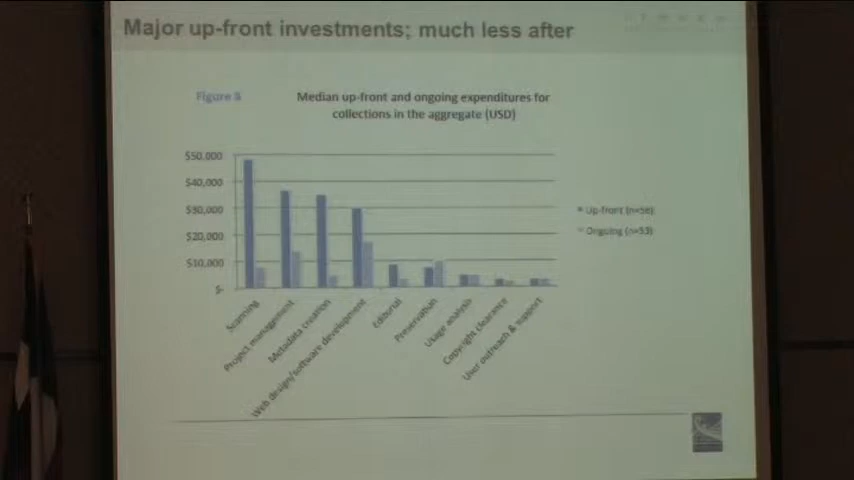 Major up-front investments; much less after
Figure 8
Median up-front and ongoing expenditures for
collections in the aggregate (USD)
$50,000
$40,000
$30,000
$20,000
$10,000
$-
Scanning
Project management
Metadata creation
Web design/software development
Editorial
Preservation
Usage analysis
Copyright clearance
User outreach & support
Up-front (n=56)
Ongoing (n=53)